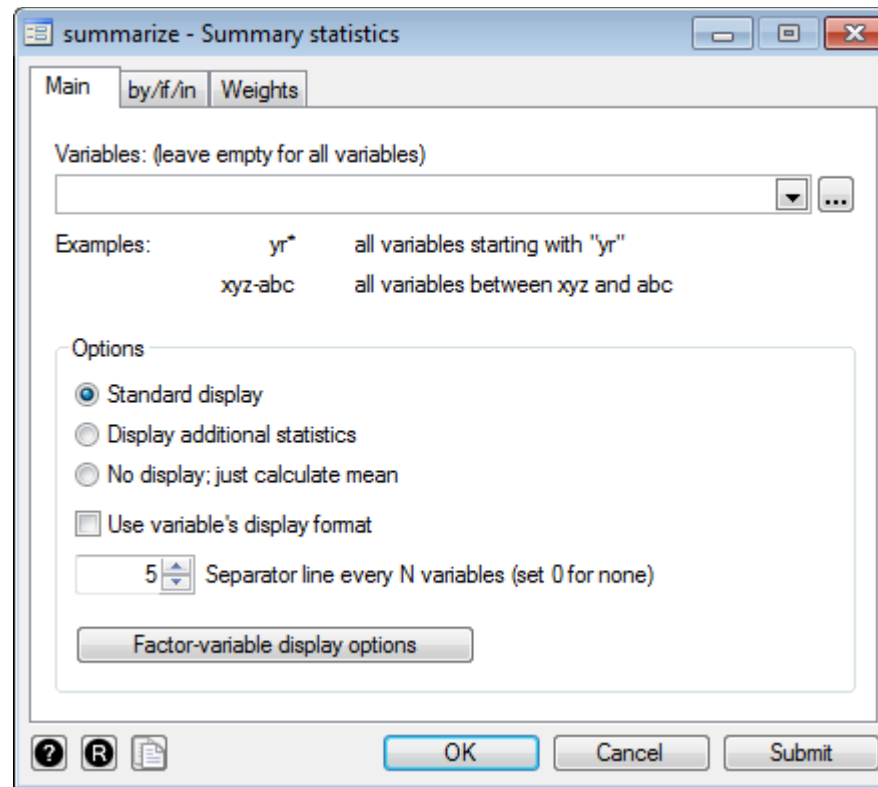 summarize - Summary statistics
Main by/if/in Weights
Variables: (leave empty for all variables)
...
Examples: yr* all variables starting with "yr"
xyz-abc all variables between xyz and abc
Options
Standard display
Display additional statistics
No display; just calculate mean
Use variable's display format
5 Separator line every N variables (set 0 for none)
Factor-variable display options
? R OK Cancel Submit